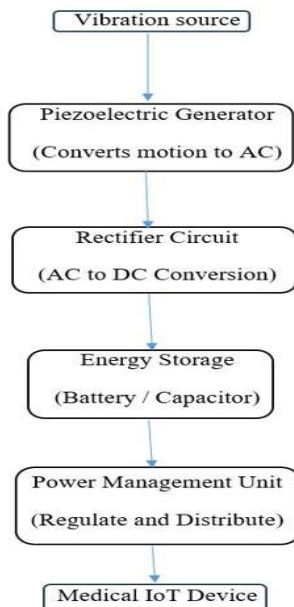 Vibration source
Piezoelectric Generator
(Converts motion to AC)
Rectifier Circuit
(AC to DC Conversion)
Energy Storage
(Battery / Capacitor)
Power Management Unit
(Regulate and Distribute)
Medical IoT Device